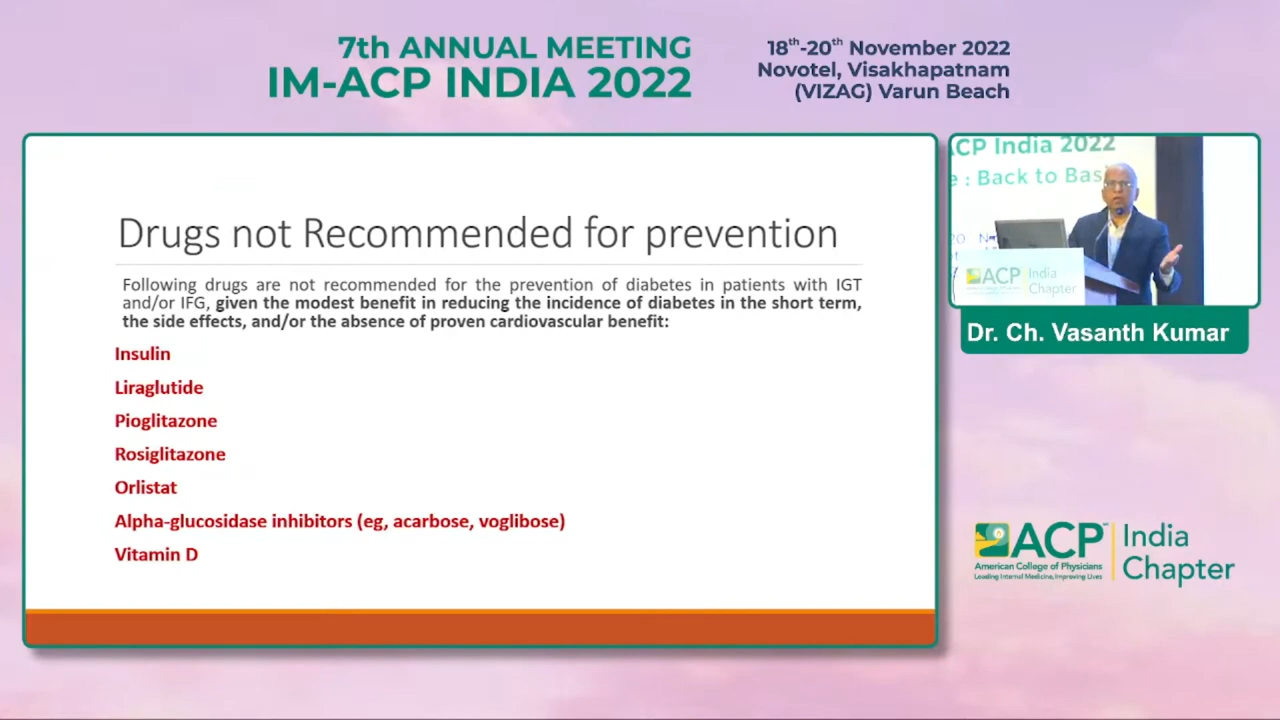 7th ANNUAL MEETING
IM-ACP INDIA 2022
18th-20th November 2022
Novotel, Visakhapatnam
(VIZAG) Varun Beach
Drugs not Recommended for prevention
Following drugs are not recommended for the prevention of diabetes in patients with IGT
and/or IFG, given the modest benefit in reducing the incidence of diabetes in the short term,
the side effects, and/or the absence of proven cardiovascular benefit:
Insulin
Liraglutide
Pioglitazone
Rosiglitazone
Orlistat
Alpha-glucosidase inhibitors (eg, acarbose, voglibose)
Vitamin D
ACP India 2022
: Back to Bas
ACP India
Chapter
Dr. Ch. Vasanth Kumar
ACP
American College of Physicians
Leading Internal Medicine, Improving Lives
India
Chapter